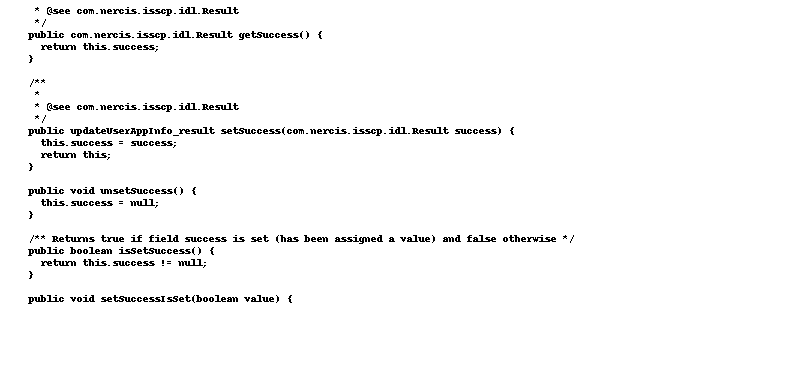 * @see com.nercis.isscp.idl.Result
   */
  public com.nercis.isscp.idl.Result getSuccess() {
    return this.success;
  }

  /**
   *
   * @see com.nercis.isscp.idl.Result
   */
  public updateUserAppInfo_result setSuccess(com.nercis.isscp.idl.Result success) {
    this.success = success;
    return this;
  }

  public void unsetSuccess() {
    this.success = null;
  }

  /** Returns true if field success is set (has been assigned a value) and false otherwise */
  public boolean isSetSuccess() {
    return this.success != null;
  }

  public void setSuccessIsSet(boolean value) {